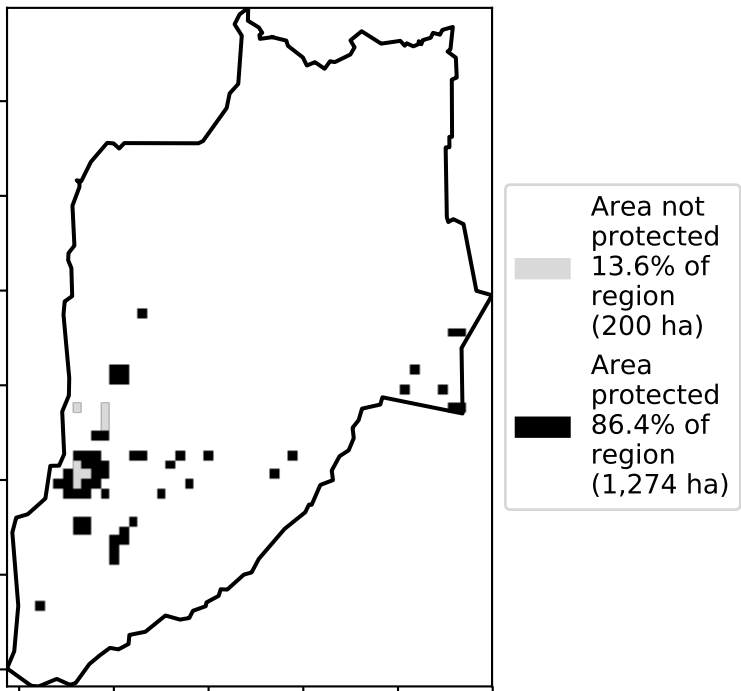 Area not
protected
13.6% of
region
(200 ha)
Area
protected
86.4% of
region
(1,274 ha)